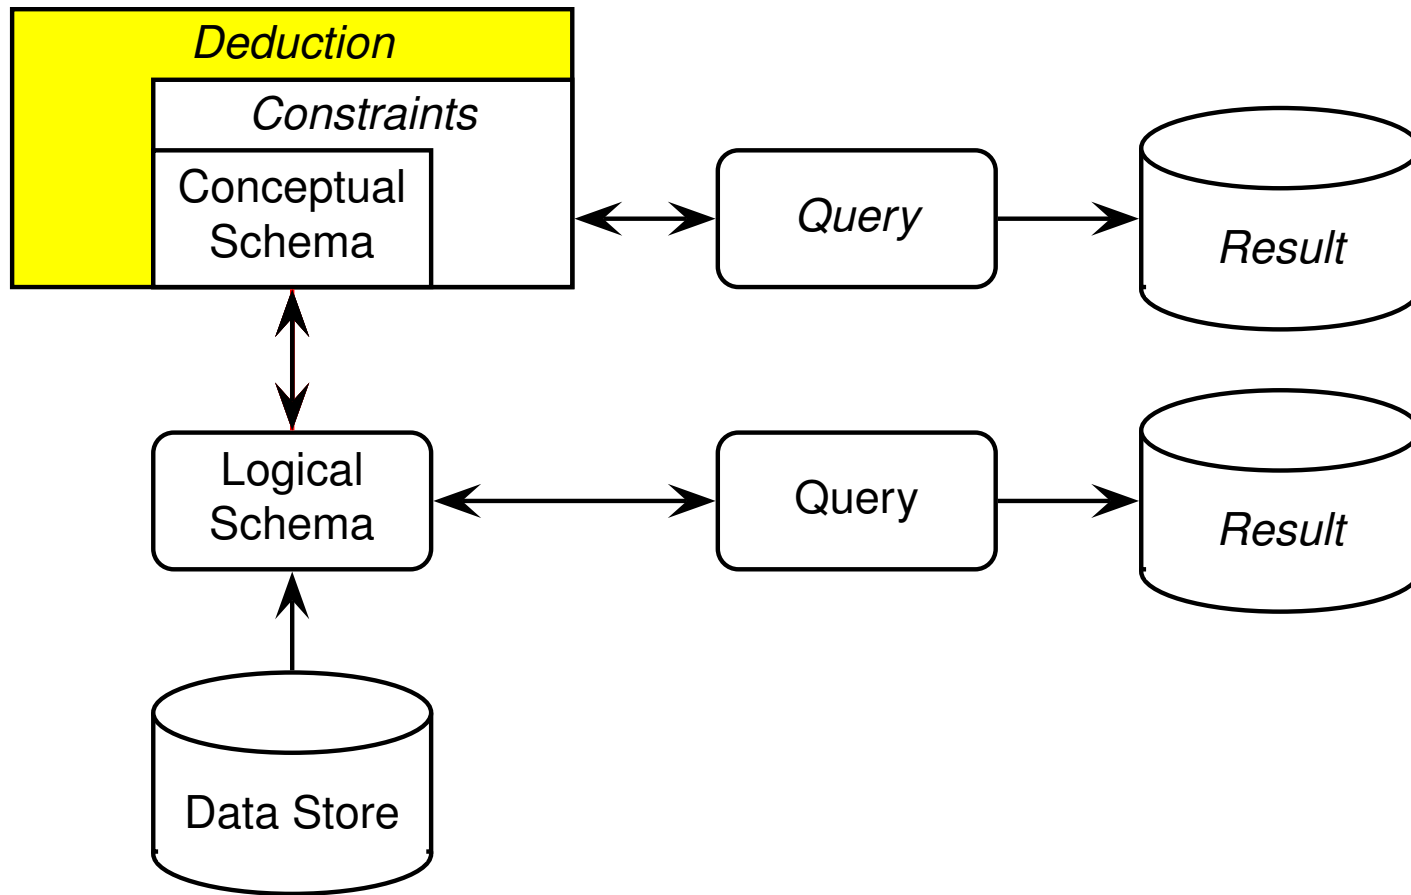 Deduction
Constraints
Conceptual
Schema
Query
Result
Logical
Schema
Query
Result
Data Store